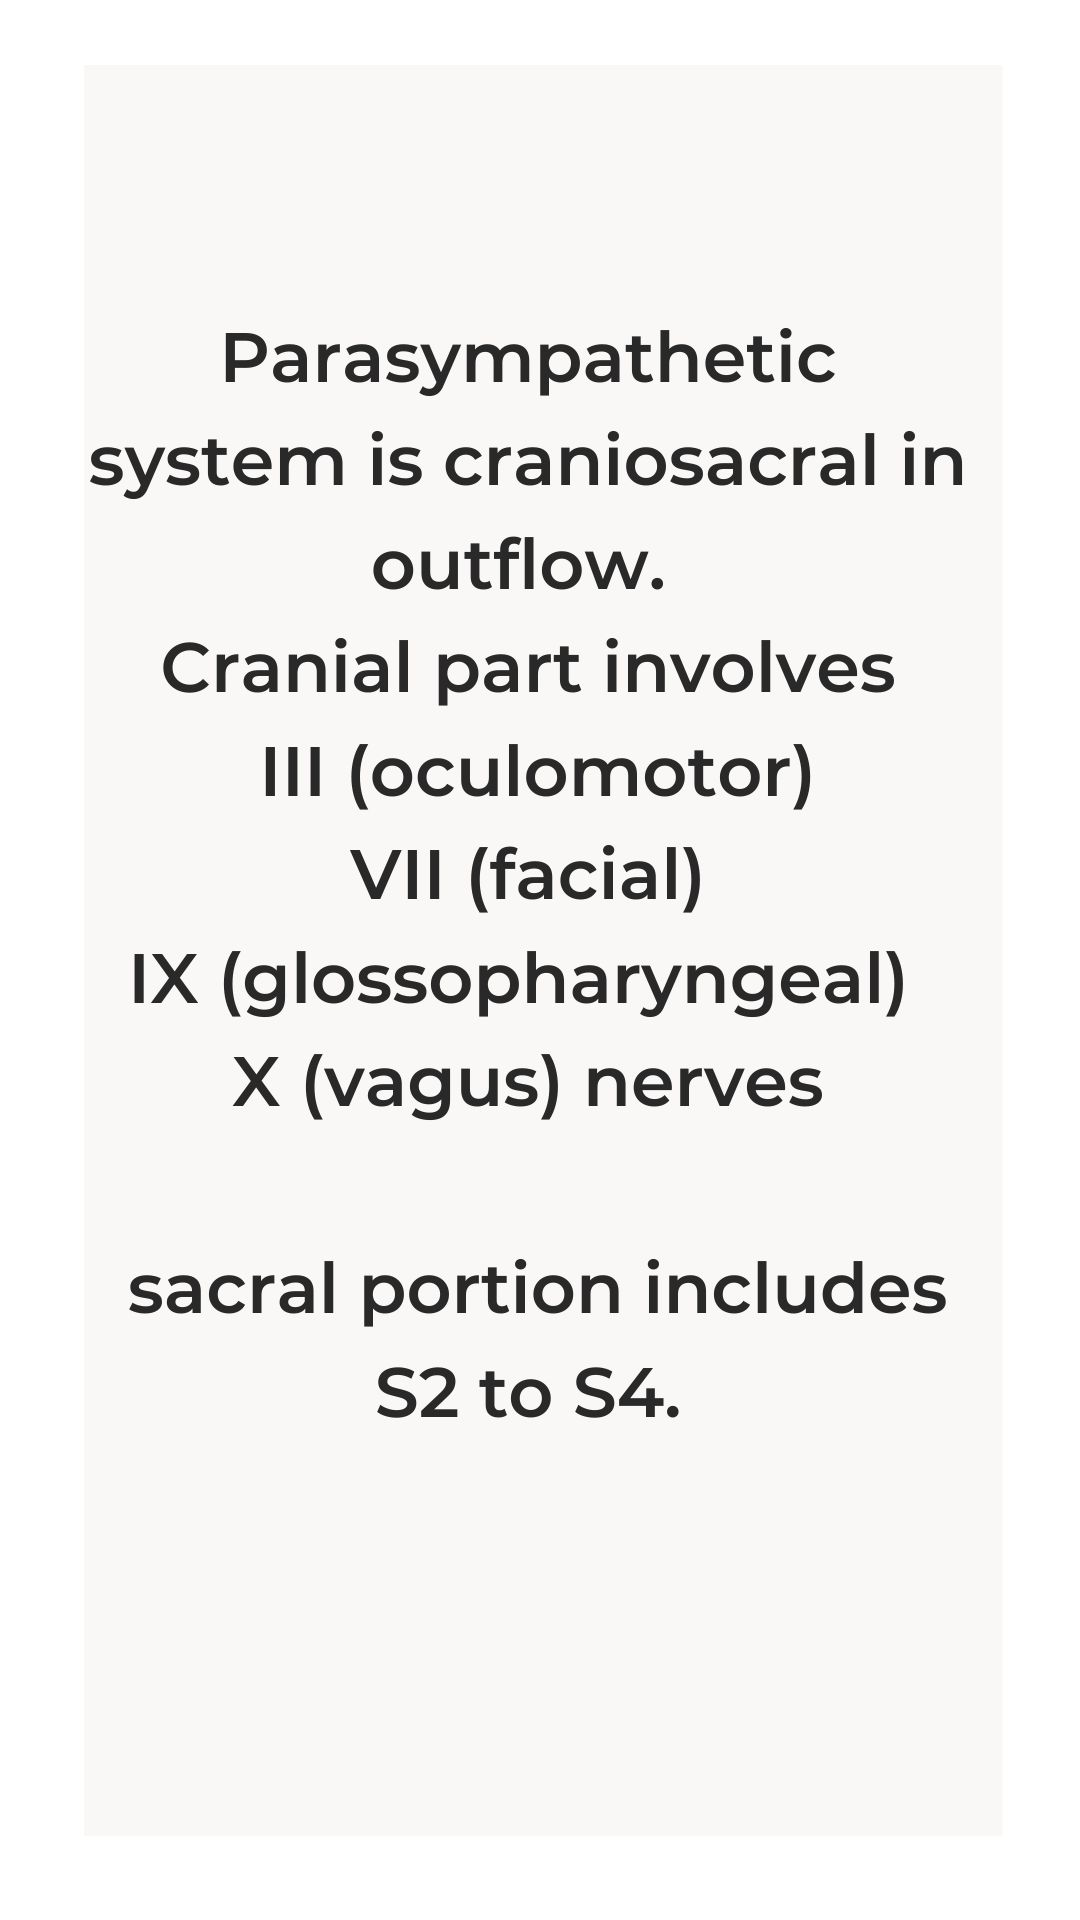 Parasympathetic
system is craniosacral in
outflow.
Cranial part involves
III (oculomotor)
VII (facial)
IX (glossopharyngeal)
X (vagus) nerves
sacral portion includes
S2 to S4.